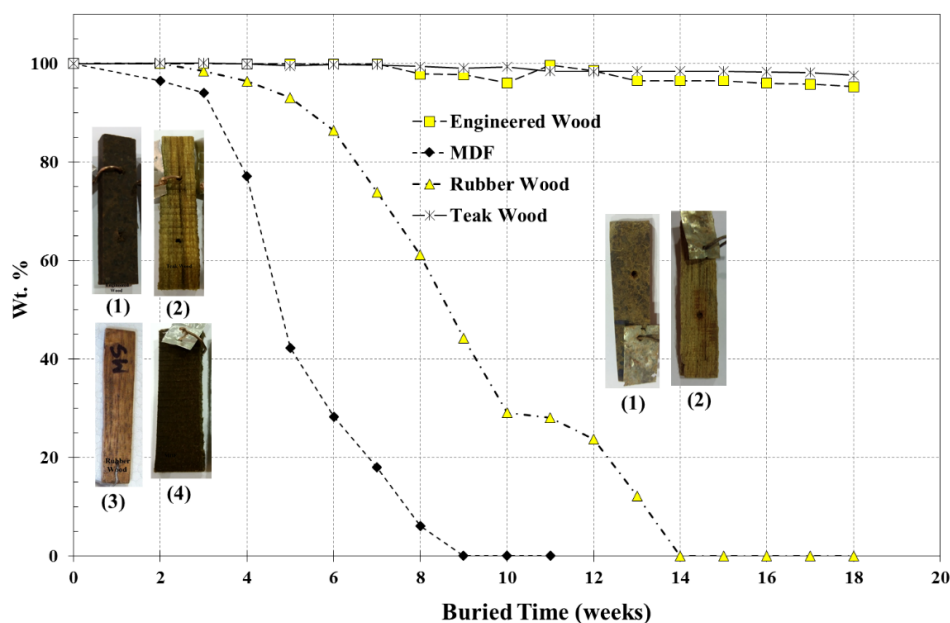 100
80
60
40
20
0
Wt. %
Engineered Wood
MDF
Rubber Wood
Teak Wood
(1)
(2)
SM
Rubber
Wood
(3)
(4)
(1)
(2)
0 2 4 6 8 10 12 14 16 18 20
Buried Time (weeks)